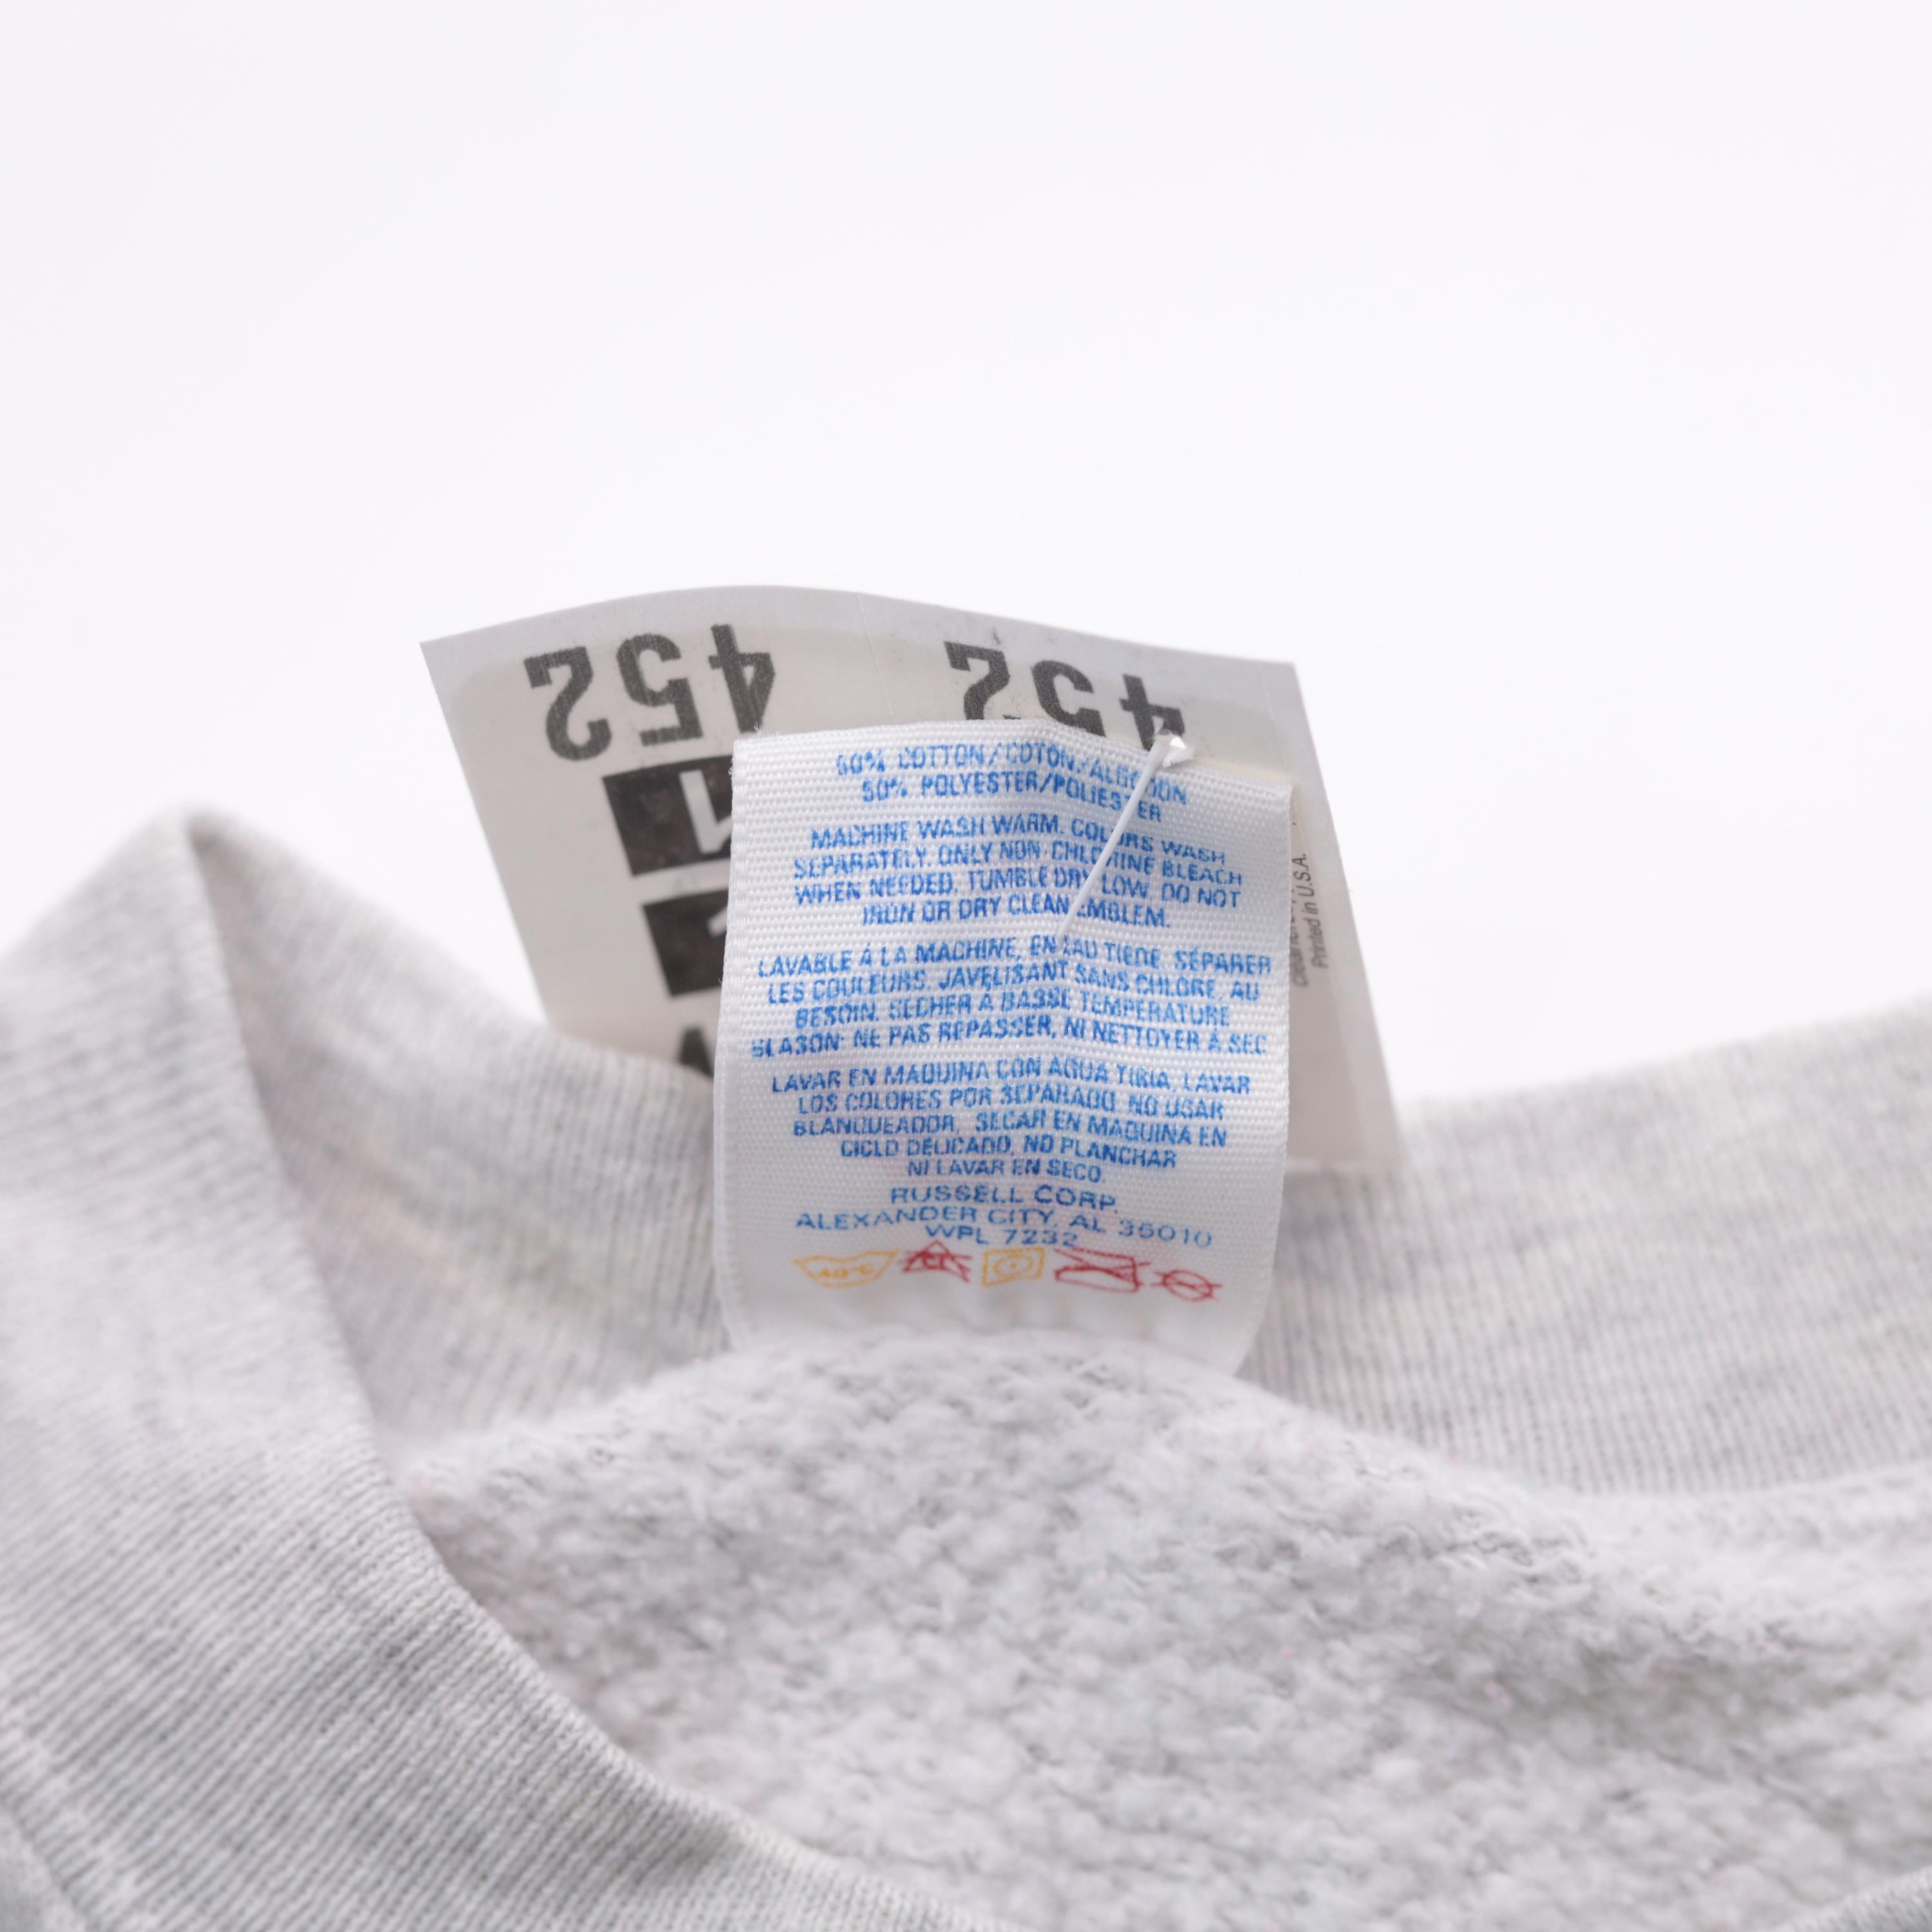 452
452
50% COTTON/COTON/ALGODON
50% POLYESTER/POLIESTER
MACHINE WASH WARM. COLORS WASH
SEPARATELY. ONLY NON-CHLORINE BLEACH
WHEN NEEDED. TUMBLE DRY LOW. DO NOT
IRON OR DRY CLEAN EMBLEM.
LAVABLE À LA MACHINE, EN EAU TIEDE. SÉPARER
LES COULEURS. JAVELISANT SANS CHLORE, AU
BESOIN. SECHER A BASSE TEMPERATURE
BLASON: NE PAS REPASSER, NI NETTOYER A SEC
LAVAR EN MAQUINA CON AGUA TIBIA, LAVAR
LOS COLORES POR SEPARADO. NO USAR
BLANQUEADOR, SECAR EN MAQUINA EN
CICLO DELICADO, NO PLANCHAR
NI LAVAR EN SECO.
RUSSELL CORP.
ALEXANDER CITY, AL 35010
WPL 7232
40°C
Printed in U.S.A.